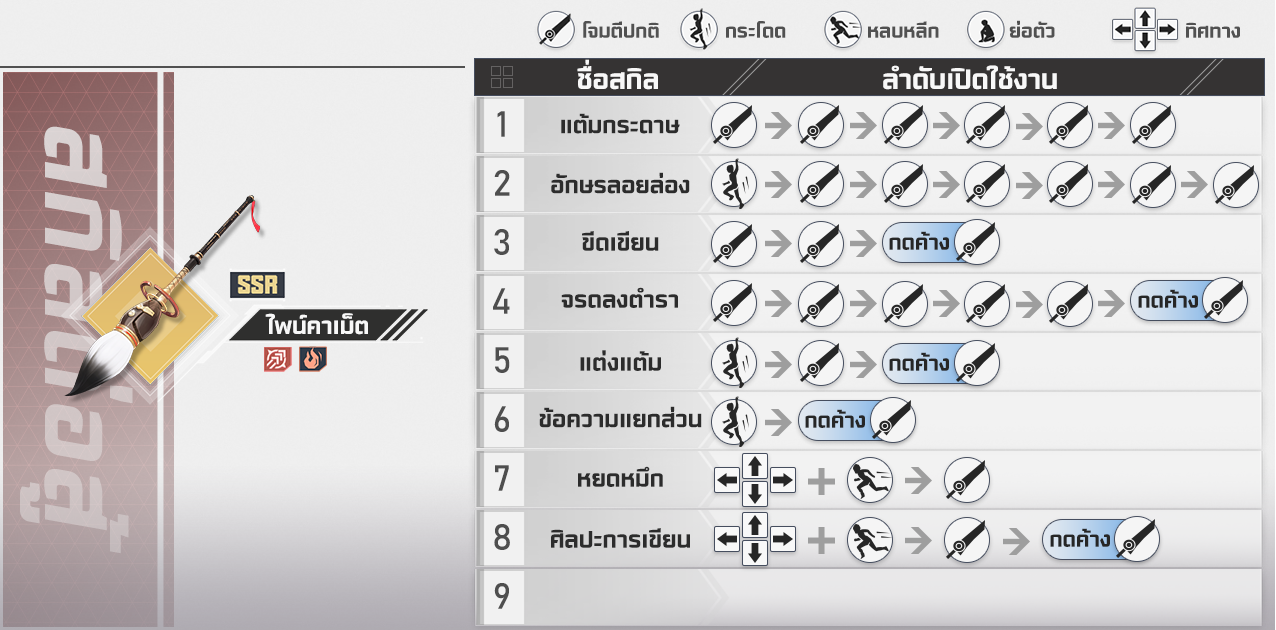 โจมตีปกติ กระโดด หลบหลีก ย่อตัว ทิศทาง
ชื่อสกิล ลำดับเปิดใช้งาน
สกิลต่อสู้
SSR
ไพน์คาเม็ต
1 แต้มกระดาษ
2 อักษรลอยล่อง
3 ขีดเขียน กดค้าง
4 จรดลงตำรา กดค้าง
5 แต่งแต้ม กดค้าง
6 ข้อความแยกส่วน กดค้าง
7 หยดหมึก
8 ศิลปะการเขียน กดค้าง
9